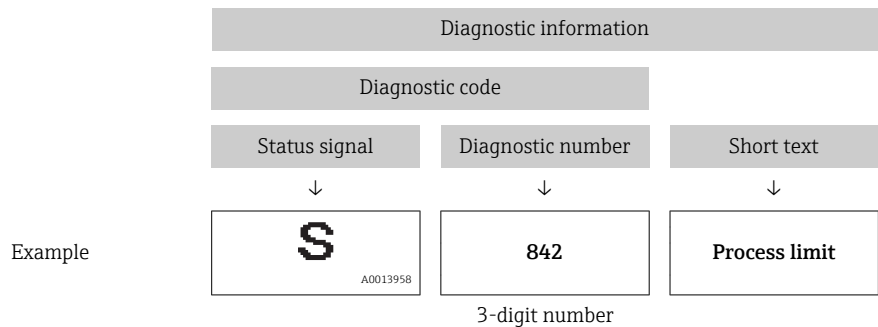 Diagnostic information
Diagnostic code
Status signal Diagnostic number Short text
↓ ↓ ↓
Example S 842 Process limit
A0013958
3-digit number